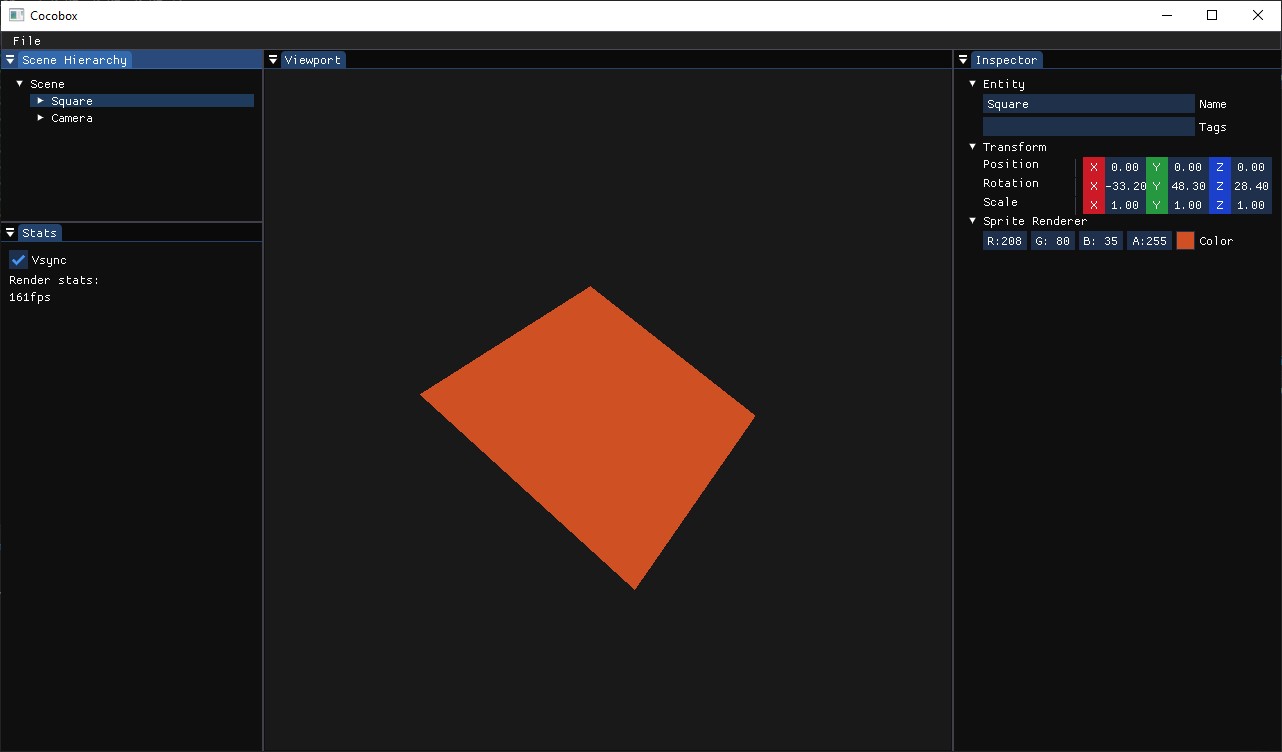 Cocobox
File
Scene Hierarchy
Scene
Square
Camera
Stats
Vsync
Render stats:
161fps
Viewport
Inspector
Entity
Square Name
Tags
Transform
Position X 0.00 Y 0.00 Z 0.00
Rotation X -33.20 Y 48.30 Z 28.40
Scale X 1.00 Y 1.00 Z 1.00
Sprite Renderer
R:208 G: 80 B: 35 A:255 Color